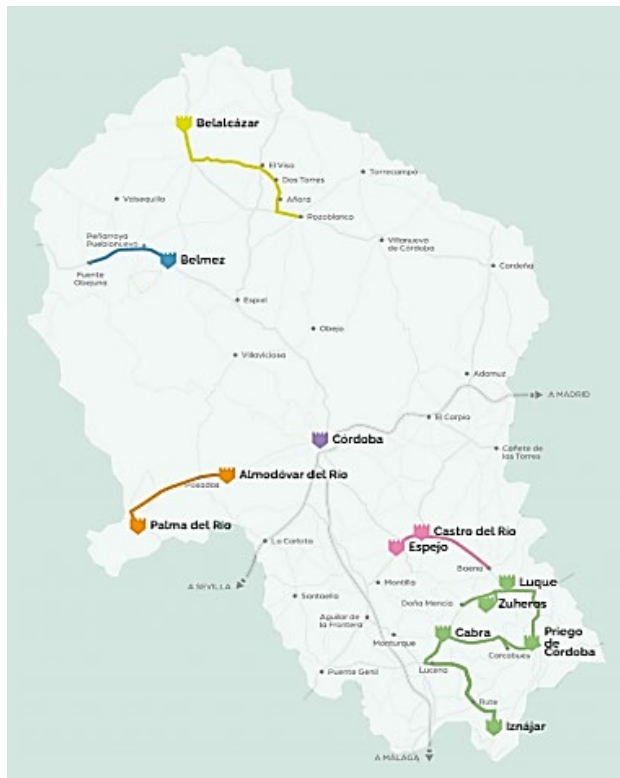 Belalcázar
El Viso
Torrecampo
Dos Torres
Valsequillo
Añora
Pozoblanco
Peñarroya
Pueblonuevo
Villanueva
de Córdoba
Belmez
Cardeña
Fuente
Obejuna
Espiel
Obejo
Villaviciosa
Adamuz
A MADRID
El Carpio
Córdoba
Cañete de
las Torres
Almodóvar del Río
Posadas
Palma del Río
Castro del Río
La Carlota
Espejo
Baena
A SEVILLA
Montilla
Luque
Santaella
Doña Mencía
Zuheros
Aguilar de
la Frontera
Cabra
Priego
de
Córdoba
Monturque
Carcabuey
Lucena
Puente Genil
Rute
Iznájar
A MÁLAGA